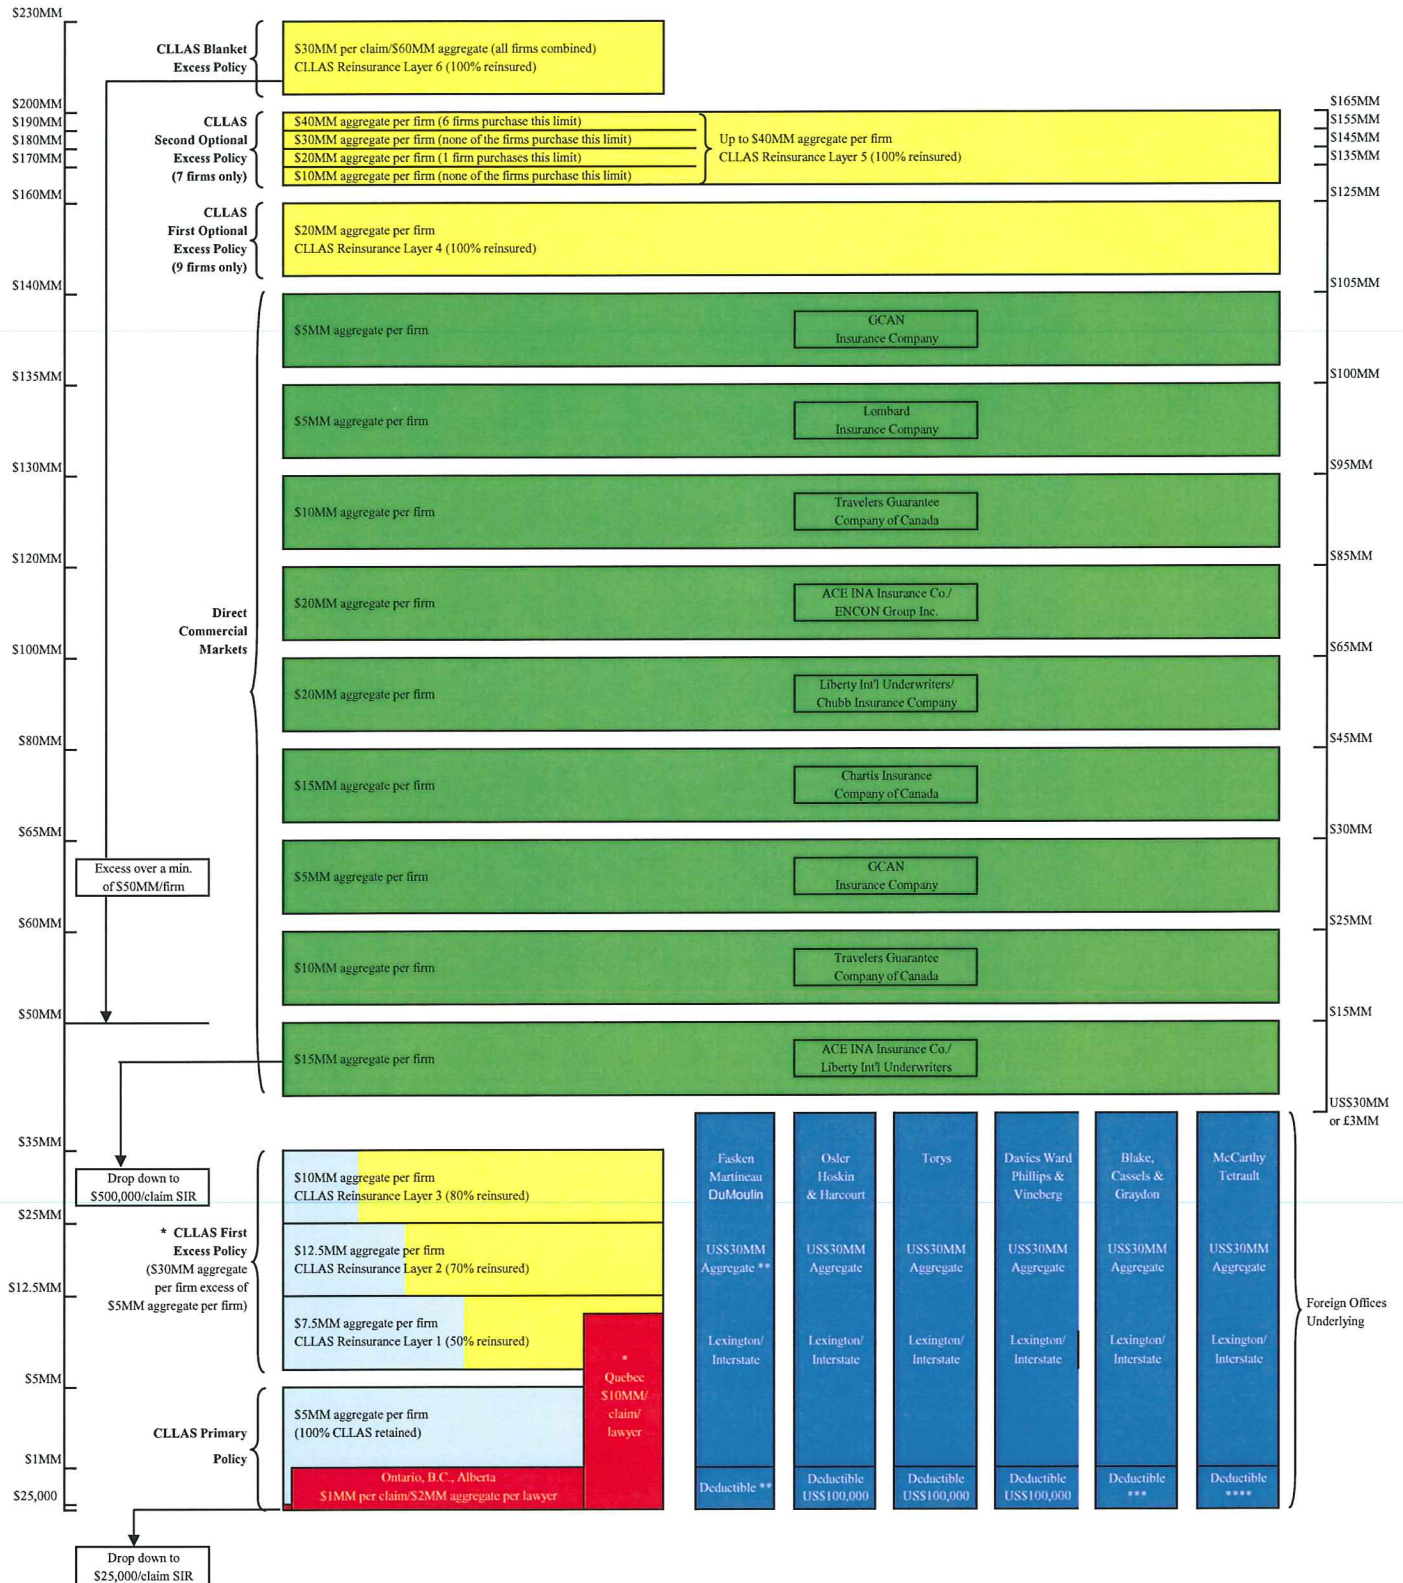 $230MM
CLLAS Blanket
Excess Policy
$30MM per claim/$60MM aggregate (all firms combined)
CLLAS Reinsurance Layer 6 (100% reinsured)
$200MM
$190MM
$180MM
$170MM
$160MM
CLLAS
Second Optional
Excess Policy
(7 firms only)
$40MM aggregate per firm (6 firms purchase this limit)
$30MM aggregate per firm (none of the firms purchase this limit)
$20MM aggregate per firm (1 firm purchases this limit)
$10MM aggregate per firm (none of the firms purchase this limit)
Up to $40MM aggregate per firm
CLLAS Reinsurance Layer 5 (100% reinsured)
$165MM
$155MM
$145MM
$135MM
$125MM
CLLAS
First Optional
Excess Policy
(9 firms only)
$20MM aggregate per firm
CLLAS Reinsurance Layer 4 (100% reinsured)
$140MM
$105MM
$5MM aggregate per firm
GCAN
Insurance Company
$135MM
$100MM
$5MM aggregate per firm
Lombard
Insurance Company
$130MM
$95MM
$10MM aggregate per firm
Travelers Guarantee
Company of Canada
$120MM
$85MM
Direct
Commercial
Markets
$20MM aggregate per firm
ACE INA Insurance Co./
ENCON Group Inc.
$100MM
$65MM
$20MM aggregate per firm
Liberty Int'l Underwriters/
Chubb Insurance Company
$80MM
$45MM
$15MM aggregate per firm
Chartis Insurance
Company of Canada
$65MM
$30MM
Excess over a min.
of $50MM/firm
$5MM aggregate per firm
GCAN
Insurance Company
$60MM
$25MM
$10MM aggregate per firm
Travelers Guarantee
Company of Canada
$50MM
$15MM
$15MM aggregate per firm
ACE INA Insurance Co./
Liberty Int'l Underwriters
US$30MM
or £3MM
$35MM
Drop down to
$500,000/claim SIR
$25MM
* CLLAS First
Excess Policy
($30MM aggregate
per firm excess of
$5MM aggregate per firm)
$12.5MM
$10MM aggregate per firm
CLLAS Reinsurance Layer 3 (80% reinsured)
$12.5MM aggregate per firm
CLLAS Reinsurance Layer 2 (70% reinsured)
$7.5MM aggregate per firm
CLLAS Reinsurance Layer 1 (50% reinsured)
*
Quebec
$10MM/
claim/
lawyer
$5MM
CLLAS Primary
Policy
$5MM aggregate per firm
(100% CLLAS retained)
$1MM
$25,000
Ontario, B.C., Alberta
$1MM per claim/$2MM aggregate per lawyer
Drop down to
$25,000/claim SIR
Fasken
Martineau
DuMoulin
US$30MM
Aggregate **
Lexington/
Interstate
Deductible **
Osler
Hoskin
& Harcourt
US$30MM
Aggregate
Lexington/
Interstate
Deductible
US$100,000
Torys
US$30MM
Aggregate
Lexington/
Interstate
Deductible
US$100,000
Davies Ward
Phillips &
Vineberg
US$30MM
Aggregate
Lexington/
Interstate
Deductible
US$100,000
Blake,
Cassels &
Graydon
US$30MM
Aggregate
Lexington/
Interstate
Deductible
***
McCarthy
Tetrault
US$30MM
Aggregate
Lexington/
Interstate
Deductible
****
Foreign Offices
Underlying